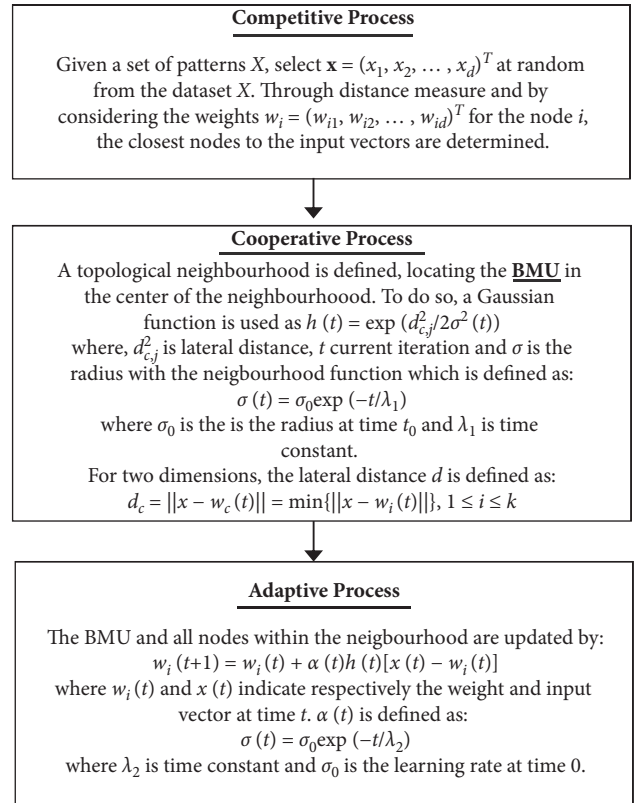 Competitive Process
Given a set of patterns X, select x = (x₁, x₂, … , x_d)ᵀ at random
from the dataset X. Through distance measure and by
considering the weights wᵢ = (wᵢ₁, wᵢ₂, … , w_id)ᵀ for the node i,
the closest nodes to the input vectors are determined.
Cooperative Process
A topological neighbourhood is defined, locating the BMU in
the center of the neighbourhoood. To do so, a Gaussian
function is used as h (t) = exp (d²_c,j/2σ² (t))
where, d²_c,j is lateral distance, t current iteration and σ is the
radius with the neigbourhood function which is defined as:
σ (t) = σ₀exp (−t/λ₁)
where σ₀ is the is the radius at time t₀ and λ₁ is time
constant.
For two dimensions, the lateral distance d is defined as:
d_c = ||x − w_c (t)|| = min{||x − wᵢ (t)||}, 1 ≤ i ≤ k
Adaptive Process
The BMU and all nodes within the neigbourhood are updated by:
wᵢ (t+1) = wᵢ (t) + α (t)h (t)[x (t) − wᵢ (t)]
where wᵢ (t) and x (t) indicate respectively the weight and input
vector at time t. α (t) is defined as:
σ (t) = σ₀exp (−t/λ₂)
where λ₂ is time constant and σ₀ is the learning rate at time 0.